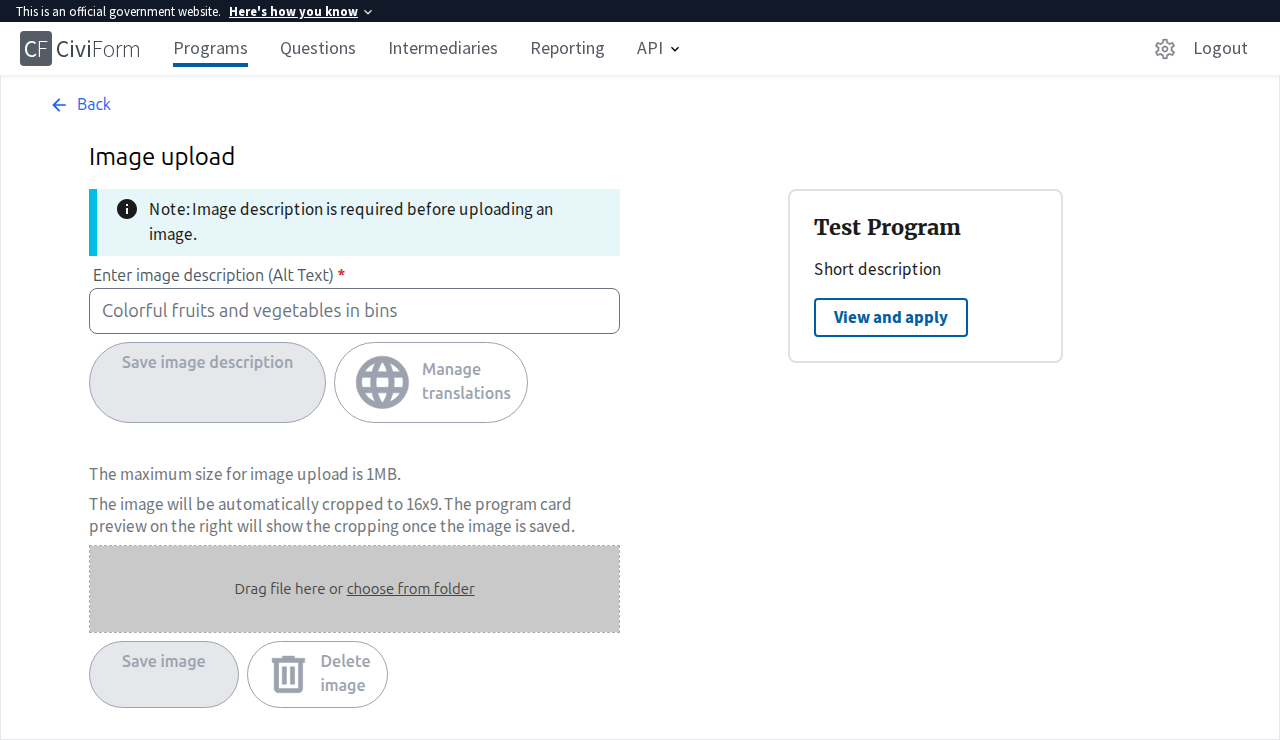 This is an official government website. Here's how you know
CF CiviForm Programs Questions Intermediaries Reporting API Logout
Back
Image upload
Note: Image description is required before uploading an
image.
Enter image description (Alt Text) *
Colorful fruits and vegetables in bins
Save image description
Manage
translations
The maximum size for image upload is 1MB.
The image will be automatically cropped to 16x9. The program card
preview on the right will show the cropping once the image is saved.
Drag file here or choose from folder
Save image
Delete
image
Test Program
Short description
View and apply